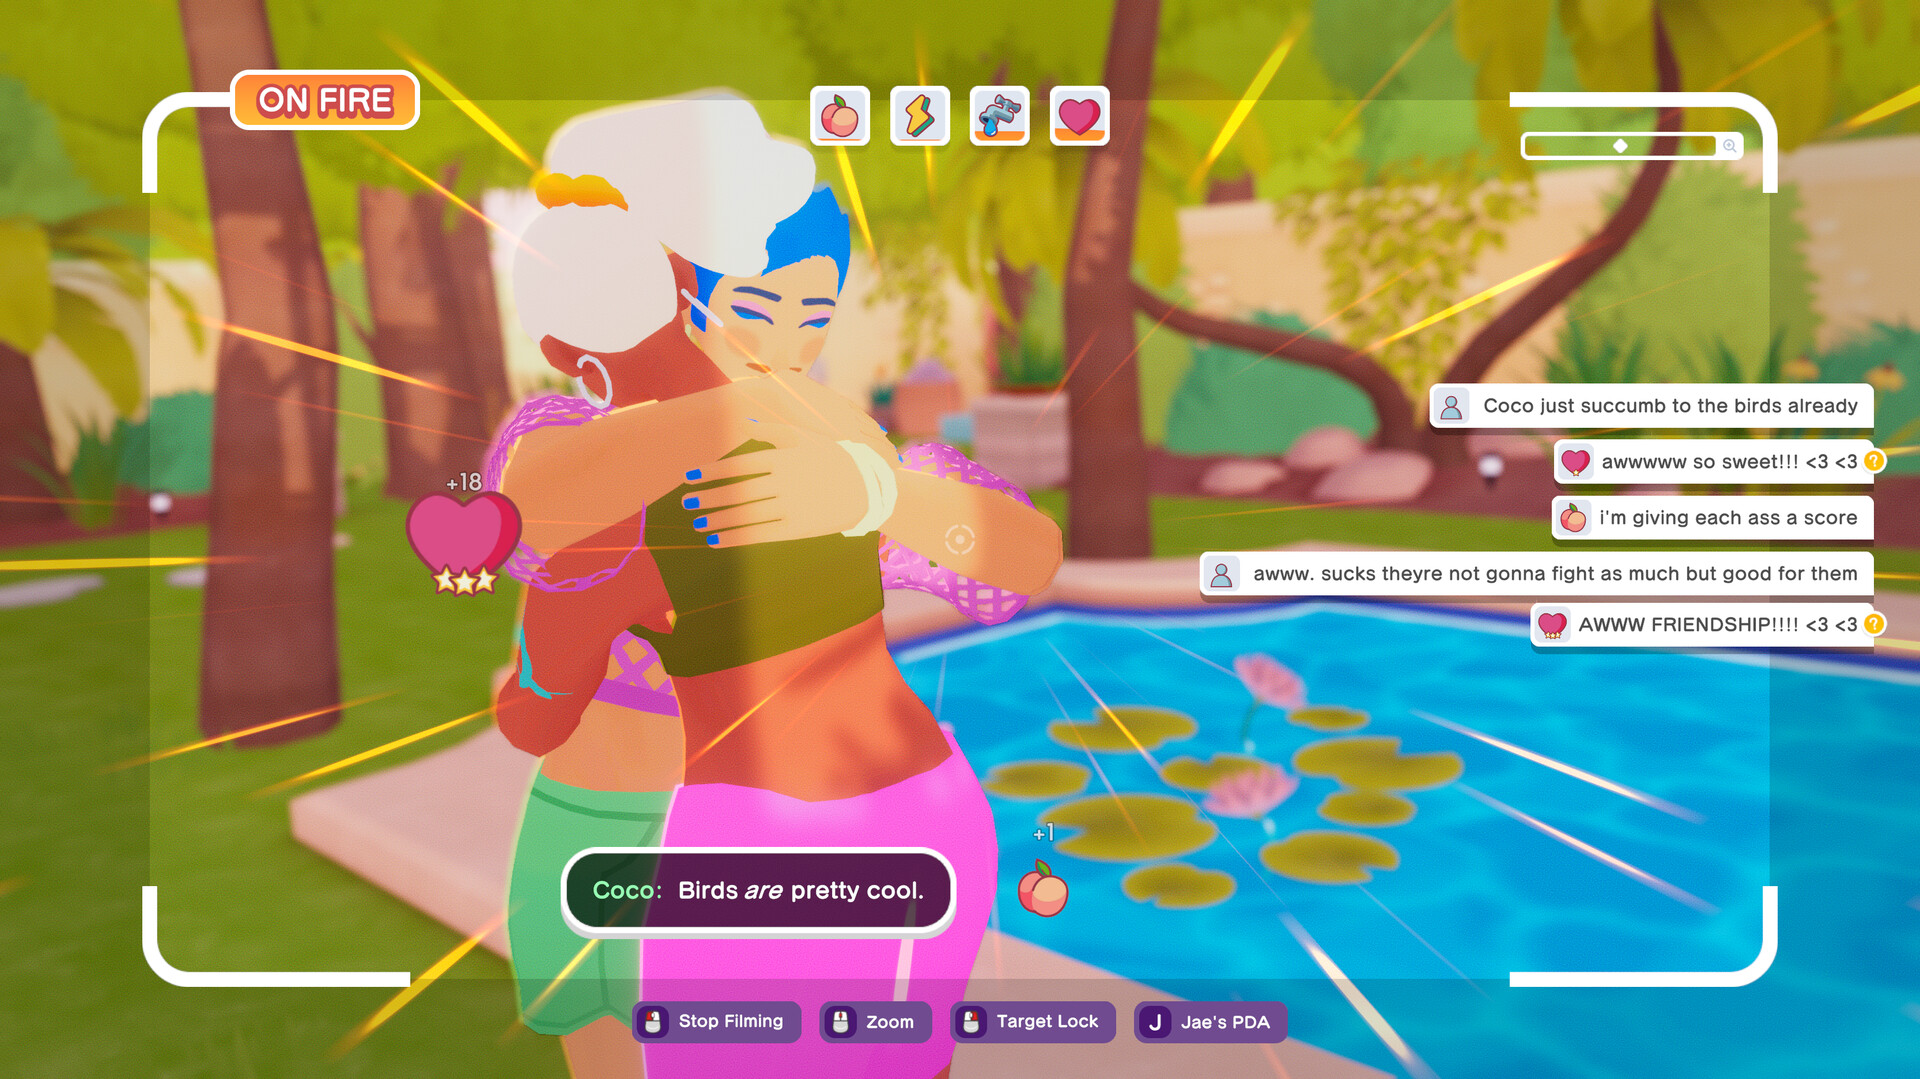 ON FIRE
Coco just succumb to the birds already
awwwww so sweet!!! <3 <3 ?
i'm giving each ass a score
awww. sucks theyre not gonna fight as much but good for them
AWWW FRIENDSHIP!!!! <3 <3 ?
+18
+1
Coco: Birds are pretty cool.
Stop Filming
Zoom
Target Lock
J Jae's PDA